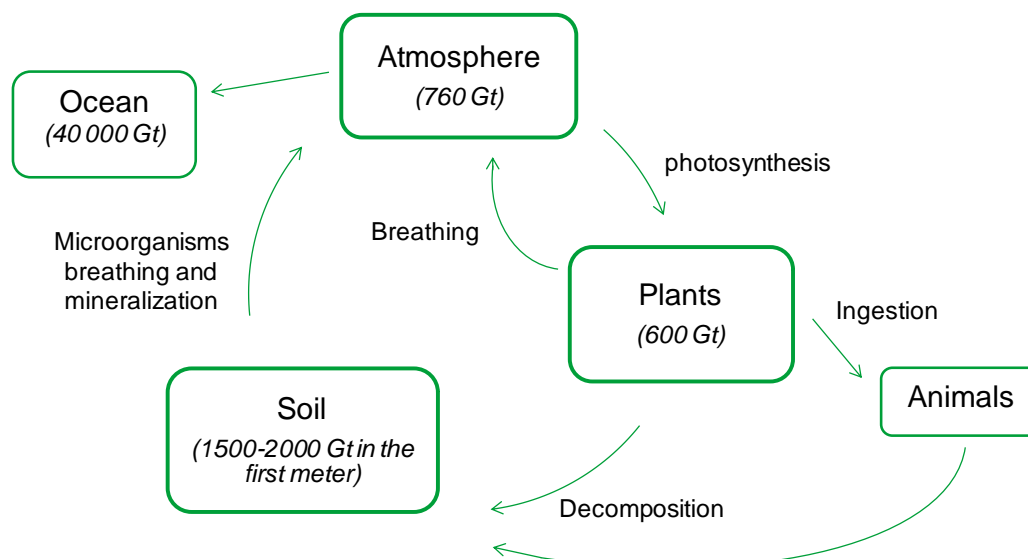 Atmosphere
(760 Gt)
Ocean
(40 000 Gt)
photosynthesis
Breathing
Microorganisms
breathing and
mineralization
Plants
(600 Gt)
Ingestion
Animals
Soil
(1500-2000 Gt in the
first meter)
Decomposition